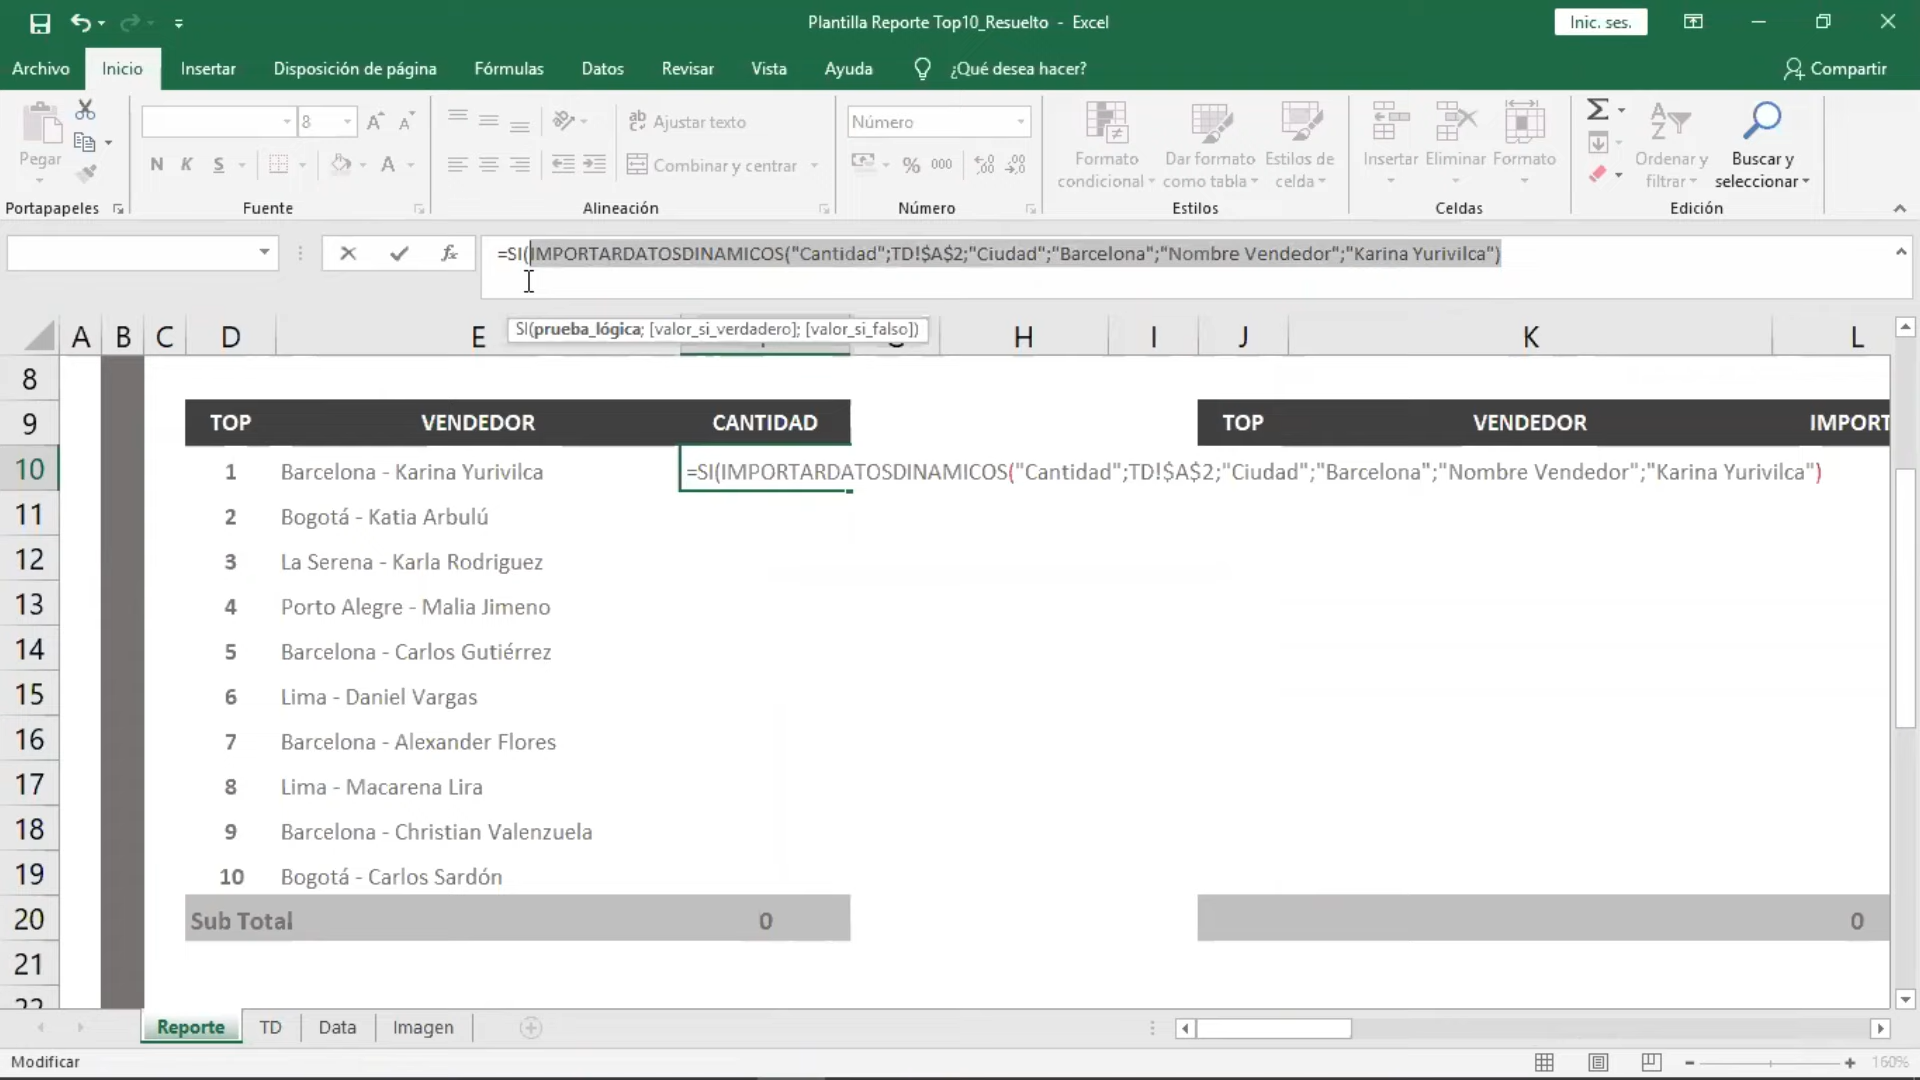 Plantilla Reporte Top10_Resuelto - Excel
Inic. ses.
Archivo Inicio Insertar Disposición de página Fórmulas Datos Revisar Vista Ayuda ¿Qué desea hacer? Compartir
Pegar
Portapapeles
8
N K S
Fuente
Ajustar texto
Combinar y centrar
Alineación
Número
% 000
Número
Formato condicional
Dar formato como tabla
Estilos de celda
Estilos
Insertar Eliminar Formato
Celdas
Ordenar y filtrar
Buscar y seleccionar
Edición
=SI(IMPORTARDATOSDINAMICOS("Cantidad";TD!$A$2;"Ciudad";"Barcelona";"Nombre Vendedor";"Karina Yurivilca")
SI(prueba_lógica; [valor_si_verdadero]; [valor_si_falso])
A B C D E H I J K L
8
9 TOP VENDEDOR CANTIDAD TOP VENDEDOR IMPORT
10 1 Barcelona - Karina Yurivilca =SI(IMPORTARDATOSDINAMICOS("Cantidad";TD!$A$2;"Ciudad";"Barcelona";"Nombre Vendedor";"Karina Yurivilca")
11 2 Bogotá - Katia Arbulú
12 3 La Serena - Karla Rodriguez
13 4 Porto Alegre - Malia Jimeno
14 5 Barcelona - Carlos Gutiérrez
15 6 Lima - Daniel Vargas
16 7 Barcelona - Alexander Flores
17 8 Lima - Macarena Lira
18 9 Barcelona - Christian Valenzuela
19 10 Bogotá - Carlos Sardón
20 Sub Total 0 0
21
22
Reporte TD Data Imagen
Modificar
160%